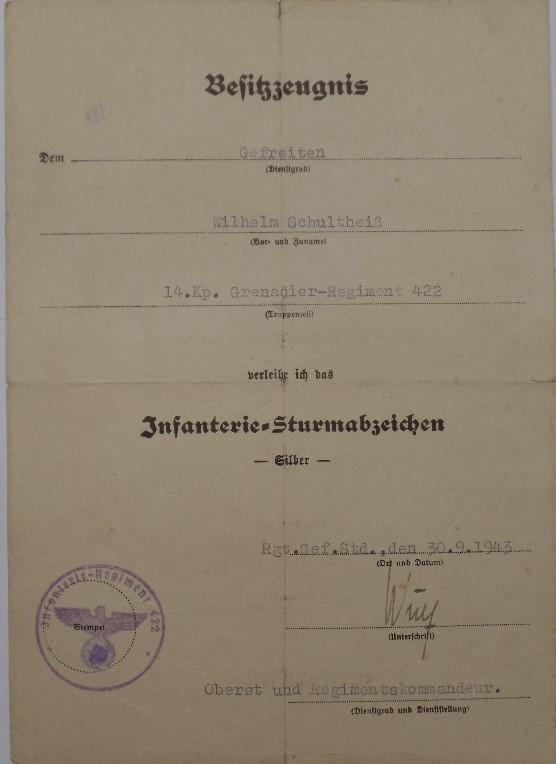 Besitzzeugnis
Dem Gefreiten
(Dienstgrad)
Wilhelm Schultheiß
(Vor- und Zuname)
14.Kp. Grenadier-Regiment 422
(Truppenteil)
verleihe ich das
Infanterie-Sturmabzeichen
— Silber —
Rgt.Gef.Std.,den 30.9.1943
(Ort und Datum)
Infanterie-Regiment 422
Stempel
(Unterschrift)
Oberst und Regimentskommandeur.
(Dienstgrad und Dienststellung)